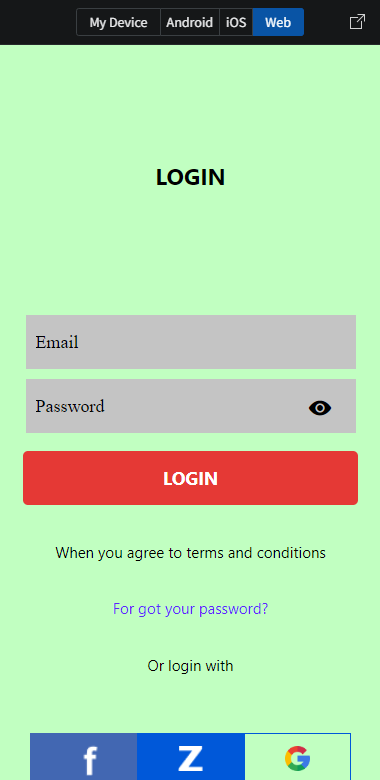 My Device Android iOS Web
LOGIN
Email
Password
LOGIN
When you agree to terms and conditions
For got your password?
Or login with
f Z G